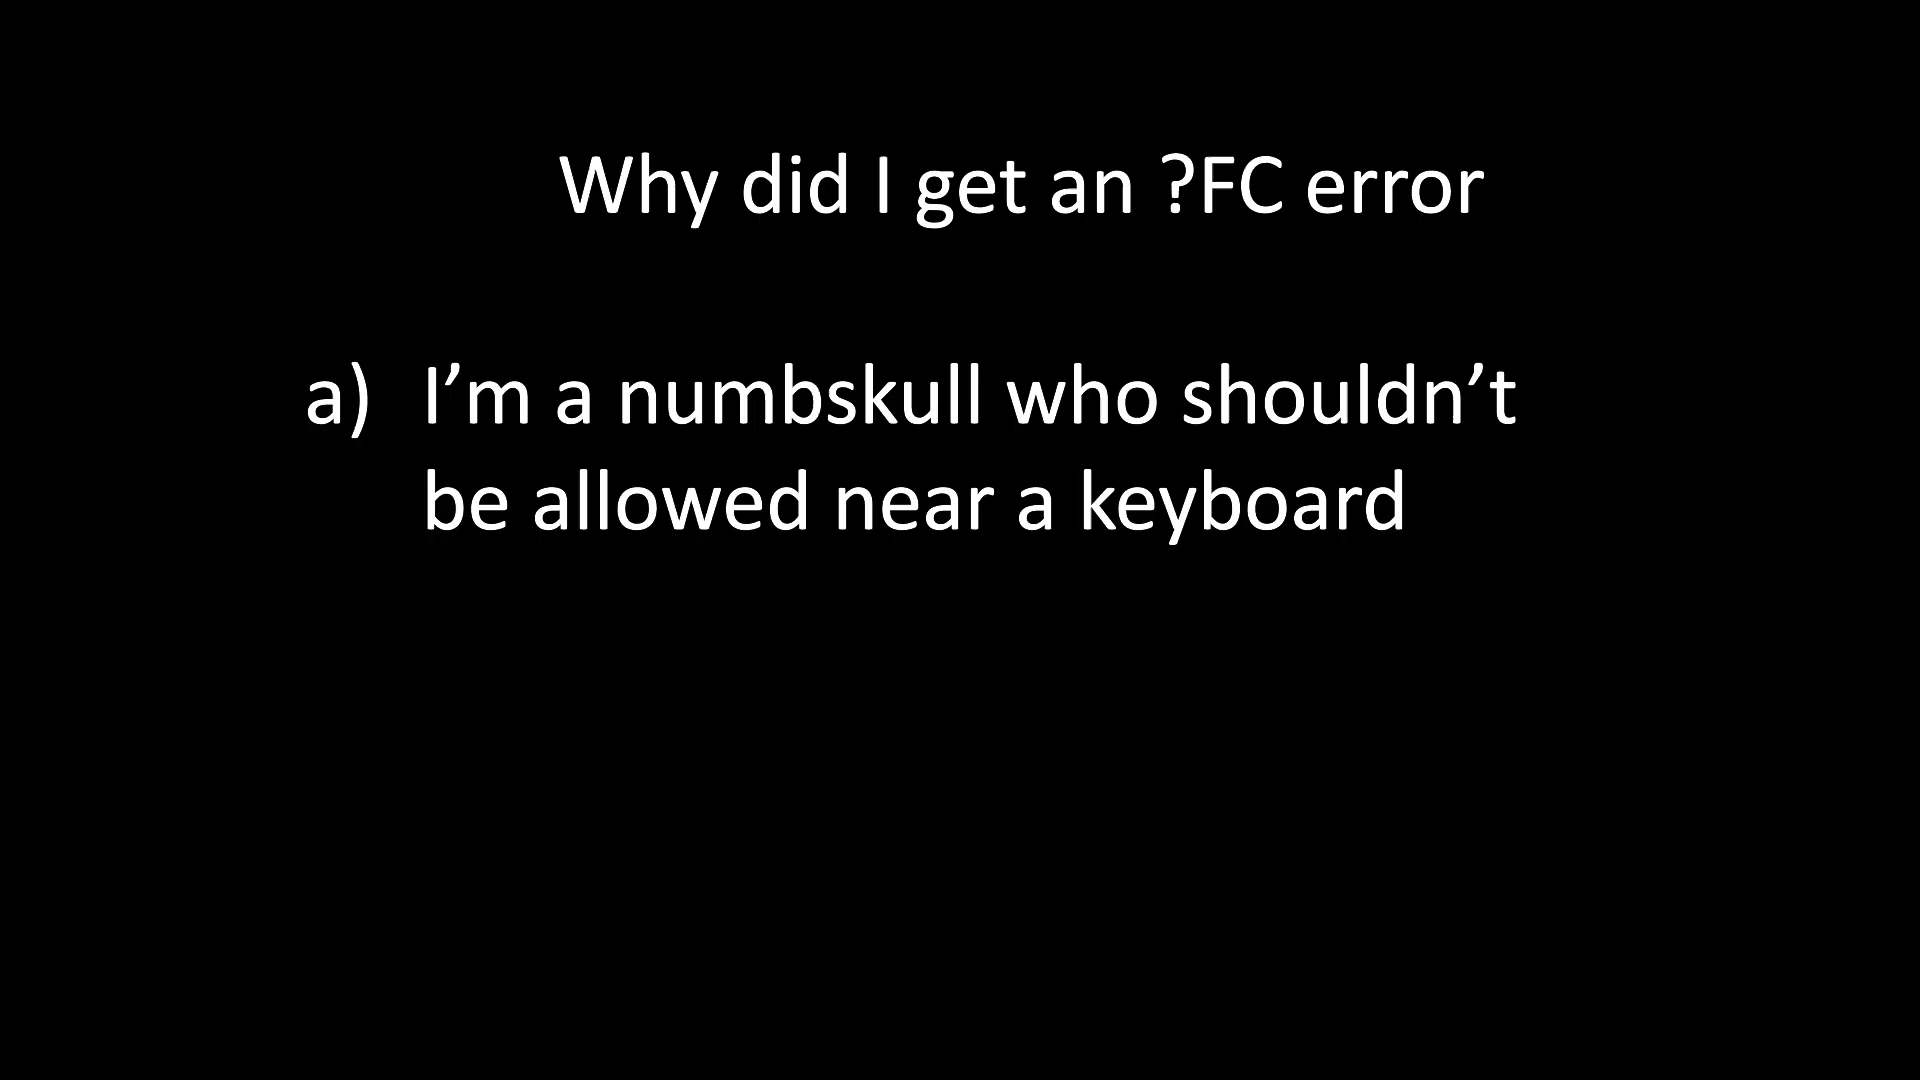 Why did I get an ?FC error
a) I’m a numbskull who shouldn’t
be allowed near a keyboard